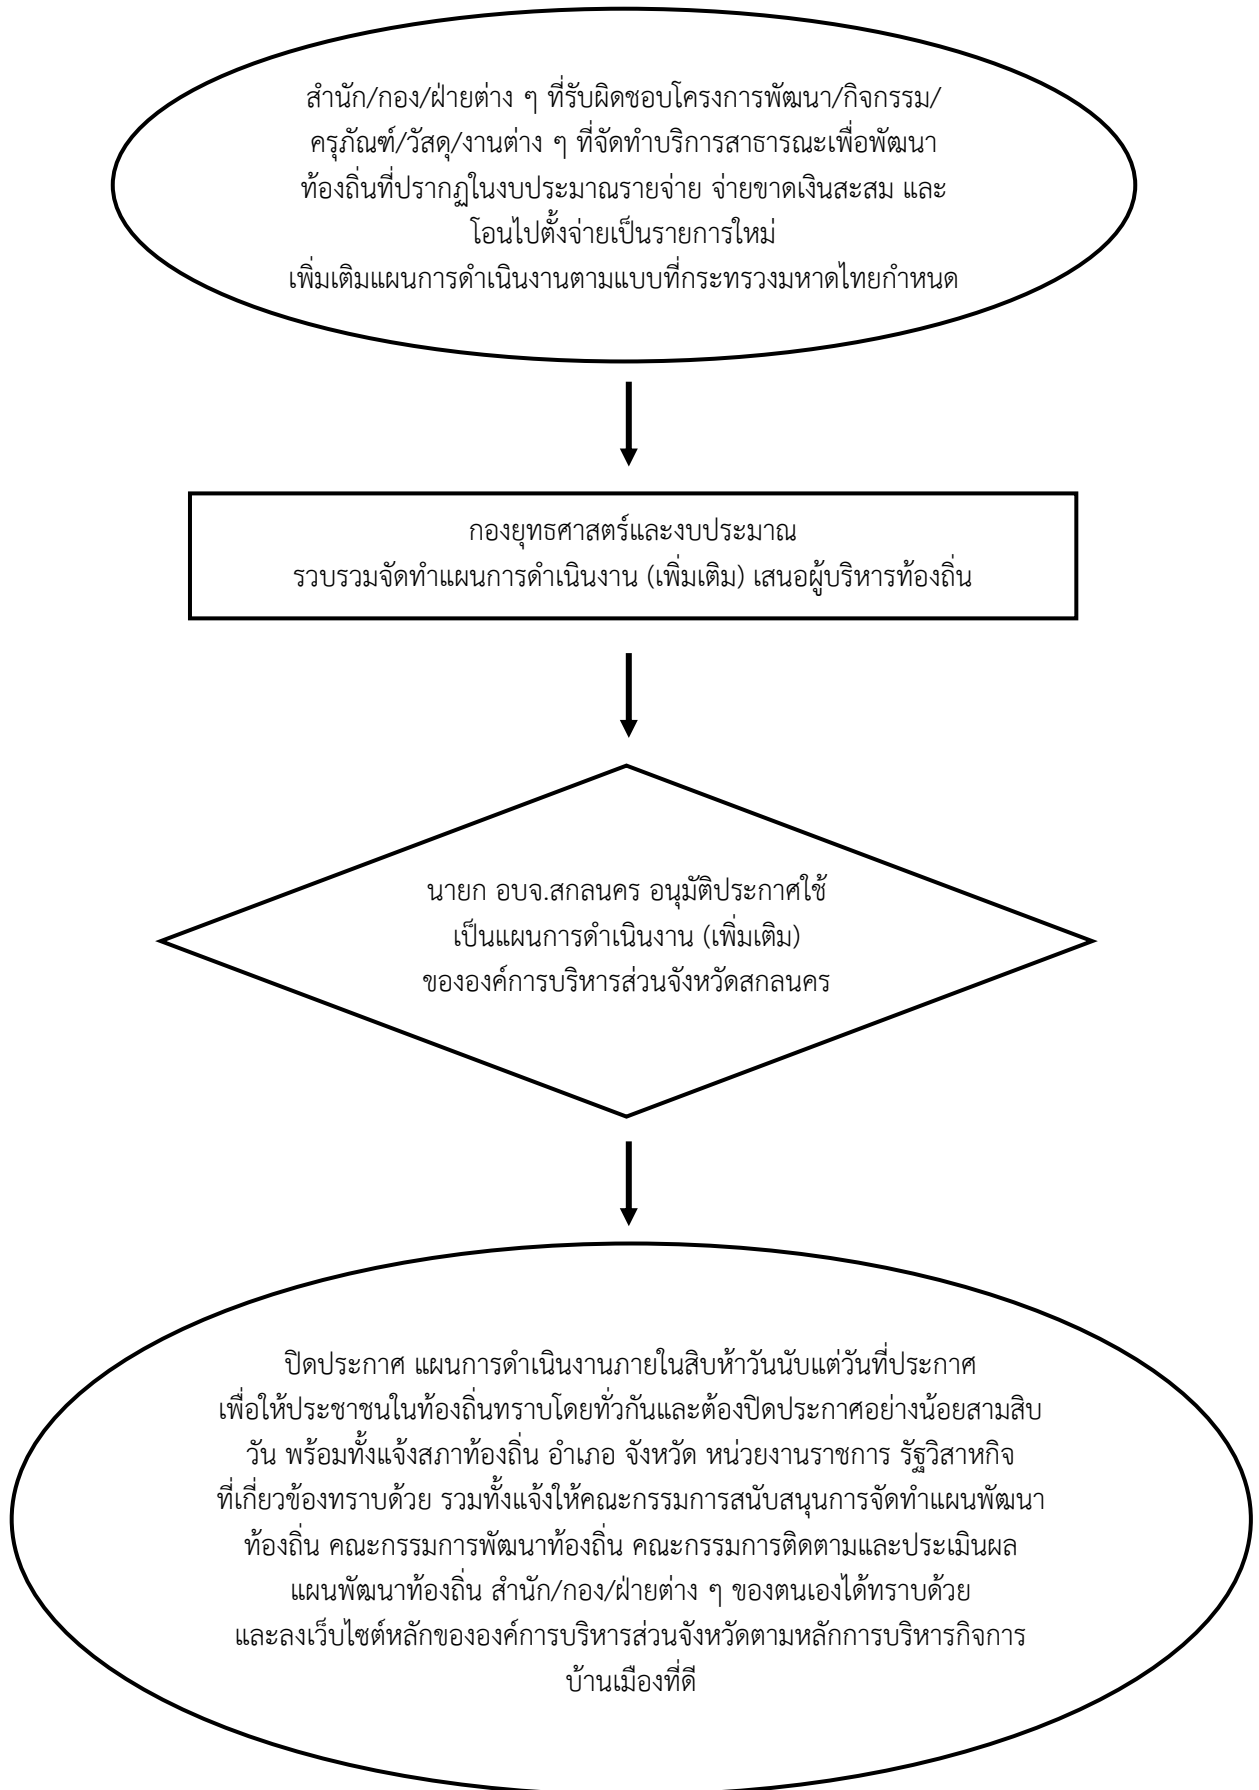 สำนัก/กอง/ฝ่ายต่าง ๆ ที่รับผิดชอบโครงการพัฒนา/กิจกรรม/
ครุภัณฑ์/วัสดุ/งานต่าง ๆ ที่จัดทำบริการสาธารณะเพื่อพัฒนา
ท้องถิ่นที่ปรากฏในงบประมาณรายจ่าย จ่ายขาดเงินสะสม และ
โอนไปตั้งจ่ายเป็นรายการใหม่
เพิ่มเติมแผนการดำเนินงานตามแบบที่กระทรวงมหาดไทยกำหนด
กองยุทธศาสตร์และงบประมาณ
รวบรวมจัดทำแผนการดำเนินงาน (เพิ่มเติม) เสนอผู้บริหารท้องถิ่น
นายก อบจ.สกลนคร อนุมัติประกาศใช้
เป็นแผนการดำเนินงาน (เพิ่มเติม)
ขององค์การบริหารส่วนจังหวัดสกลนคร
ปิดประกาศ แผนการดำเนินงานภายในสิบห้าวันนับแต่วันที่ประกาศ
เพื่อให้ประชาชนในท้องถิ่นทราบโดยทั่วกันและต้องปิดประกาศอย่างน้อยสามสิบ
วัน พร้อมทั้งแจ้งสภาท้องถิ่น อำเภอ จังหวัด หน่วยงานราชการ รัฐวิสาหกิจ
ที่เกี่ยวข้องทราบด้วย รวมทั้งแจ้งให้คณะกรรมการสนับสนุนการจัดทำแผนพัฒนา
ท้องถิ่น คณะกรรมการพัฒนาท้องถิ่น คณะกรรมการติดตามและประเมินผล
แผนพัฒนาท้องถิ่น สำนัก/กอง/ฝ่ายต่าง ๆ ของตนเองได้ทราบด้วย
และลงเว็บไซต์หลักขององค์การบริหารส่วนจังหวัดตามหลักการบริหารกิจการ
บ้านเมืองที่ดี